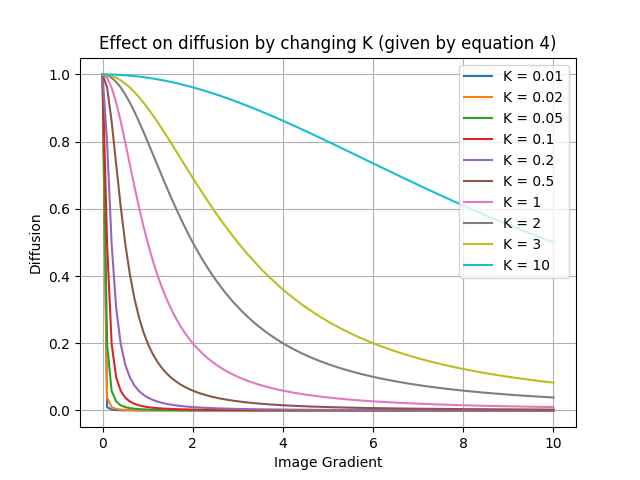 Effect on diffusion by changing K (given by equation 4)
1.0
0.8
0.6
0.4
0.2
0.0
Diffusion
0
2
4
6
8
10
Image Gradient
K = 0.01
K = 0.02
K = 0.05
K = 0.1
K = 0.2
K = 0.5
K = 1
K = 2
K = 3
K = 10